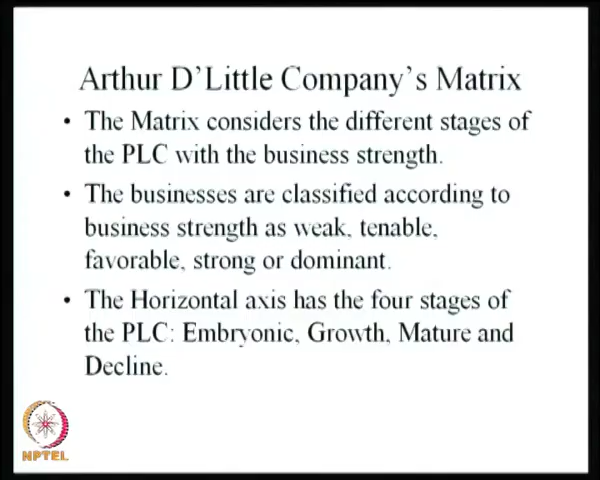 Arthur D'Little Company's Matrix
• The Matrix considers the different stages of
the PLC with the business strength.
• The businesses are classified according to
business strength as weak, tenable,
favorable, strong or dominant.
• The Horizontal axis has the four stages of
the PLC: Embryonic, Growth, Mature and
Decline.
NPTEL